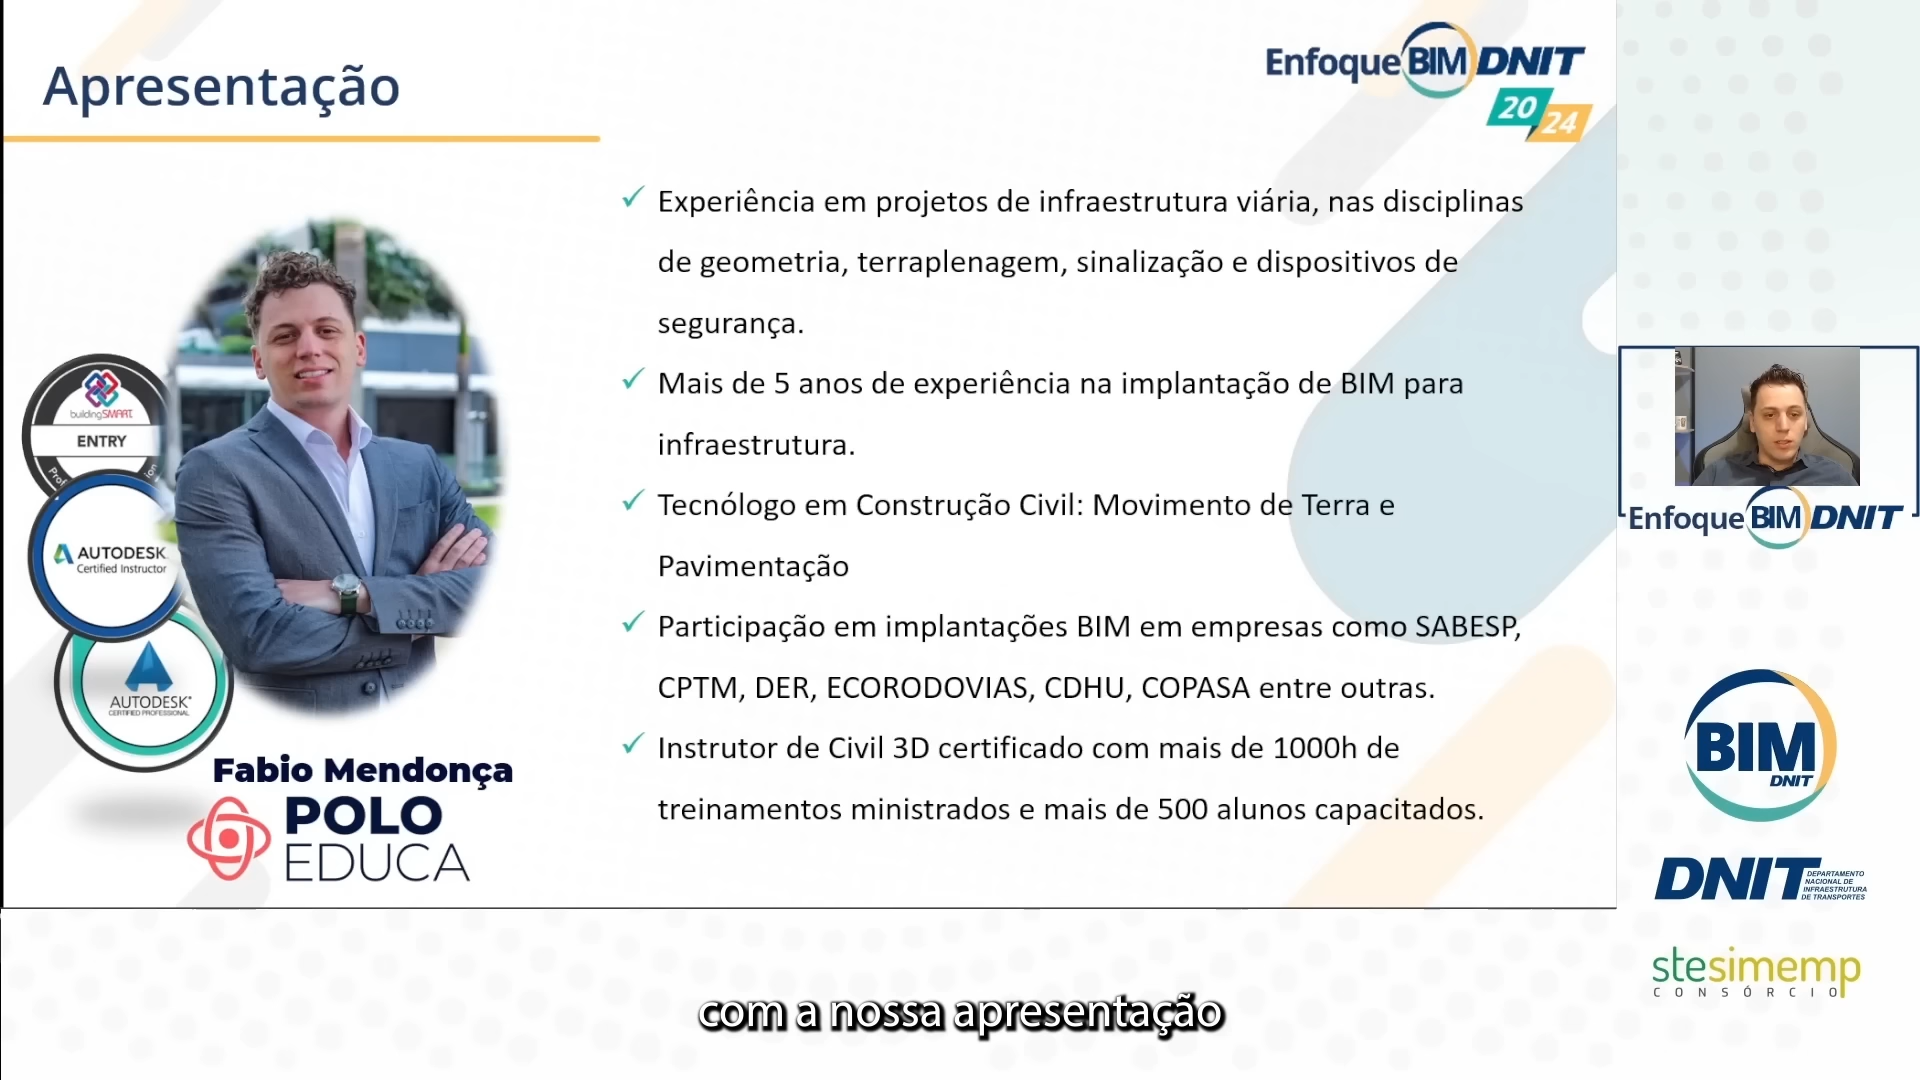 Apresentação
Enfoque BIM DNIT
20
24
Experiência em projetos de infraestrutura viária, nas disciplinas
de geometria, terraplenagem, sinalização e dispositivos de
segurança.
Mais de 5 anos de experiência na implantação de BIM para
infraestrutura.
Tecnólogo em Construção Civil: Movimento de Terra e
Pavimentação
Participação em implantações BIM em empresas como SABESP,
CPTM, DER, ECORODOVIAS, CDHU, COPASA entre outras.
Instrutor de Civil 3D certificado com mais de 1000h de
treinamentos ministrados e mais de 500 alunos capacitados.
buildingSMART
ENTRY
AUTODESK
Certified Instructor
AUTODESK
CERTIFIED PROFESSIONAL
Fabio Mendonça
POLO
EDUCA
Enfoque BIM DNIT
BIM
DNIT
DNIT
DEPARTAMENTO
NACIONAL DE
INFRAESTRUTURA
DE TRANSPORTES
stesimemp
CONSÓRCIO
com a nossa apresentação